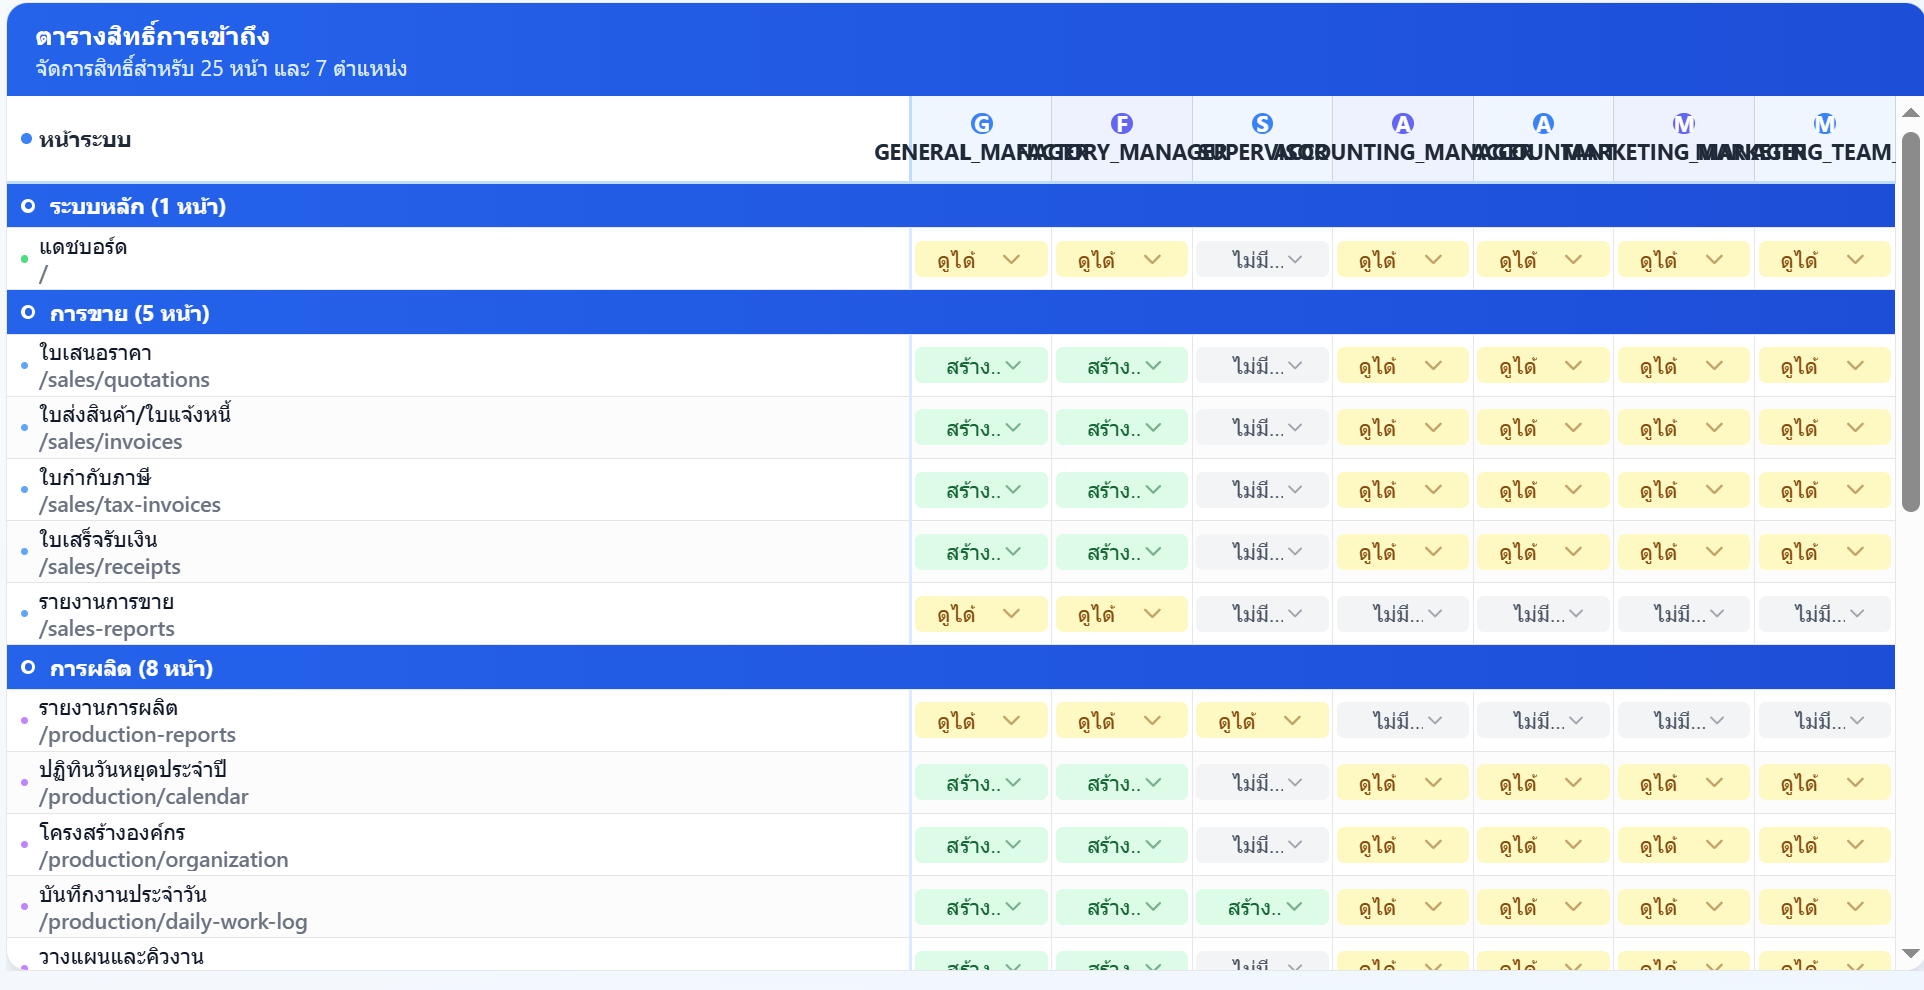 ตารางสิทธิ์การเข้าถึง
จัดการสิทธิ์สำหรับ 25 หน้า และ 7 ตำแหน่ง
หน้าระบบ
G F S A A M M
GENERAL_MANAGER FACTORY_MANAGER SUPERVISOR ACCOUNTING_MANAGER ACCOUNTANT MARKETING_MANAGER MARKETING_TEAM_
ระบบหลัก (1 หน้า)
แดชบอร์ด
/
ดูได้ ดูได้ ไม่มี... ดูได้ ดูได้ ดูได้ ดูได้
การขาย (5 หน้า)
ใบเสนอราคา
/sales/quotations
สร้าง.. สร้าง.. ไม่มี... ดูได้ ดูได้ ดูได้ ดูได้
ใบส่งสินค้า/ใบแจ้งหนี้
/sales/invoices
สร้าง.. สร้าง.. ไม่มี... ดูได้ ดูได้ ดูได้ ดูได้
ใบกำกับภาษี
/sales/tax-invoices
สร้าง.. สร้าง.. ไม่มี... ดูได้ ดูได้ ดูได้ ดูได้
ใบเสร็จรับเงิน
/sales/receipts
สร้าง.. สร้าง.. ไม่มี... ดูได้ ดูได้ ดูได้ ดูได้
รายงานการขาย
/sales-reports
ดูได้ ดูได้ ไม่มี... ไม่มี... ไม่มี... ไม่มี... ไม่มี...
การผลิต (8 หน้า)
รายงานการผลิต
/production-reports
ดูได้ ดูได้ ดูได้ ไม่มี... ไม่มี... ไม่มี... ไม่มี...
ปฏิทินวันหยุดประจำปี
/production/calendar
สร้าง.. สร้าง.. ไม่มี... ดูได้ ดูได้ ดูได้ ดูได้
โครงสร้างองค์กร
/production/organization
สร้าง.. สร้าง.. ไม่มี... ดูได้ ดูได้ ดูได้ ดูได้
บันทึกงานประจำวัน
/production/daily-work-log
สร้าง.. สร้าง.. สร้าง.. ดูได้ ดูได้ ดูได้ ดูได้
วางแผนและคิวงาน
สร้าง.. สร้าง.. ไม่มี... ดูได้ ดูได้ ดูได้ ดูได้